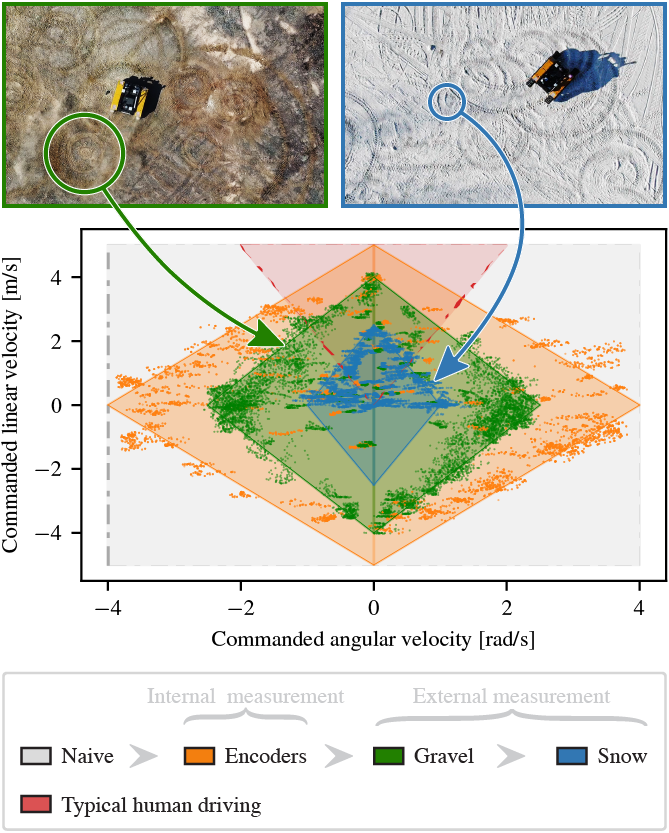 Commanded linear velocity [m/s]
4
2
0
−2
−4
−4 −2 0 2 4
Commanded angular velocity [rad/s]
Internal measurement External measurement
Naive Encoders Gravel Snow
Typical human driving